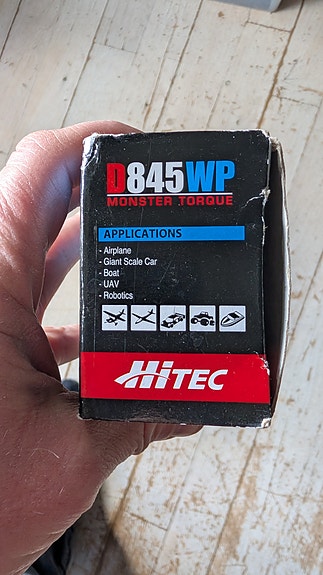 D845WP
MONSTER TORQUE
APPLICATIONS
- Airplane
- Giant Scale Car
- Boat
- UAV
- Robotics
HiTEC